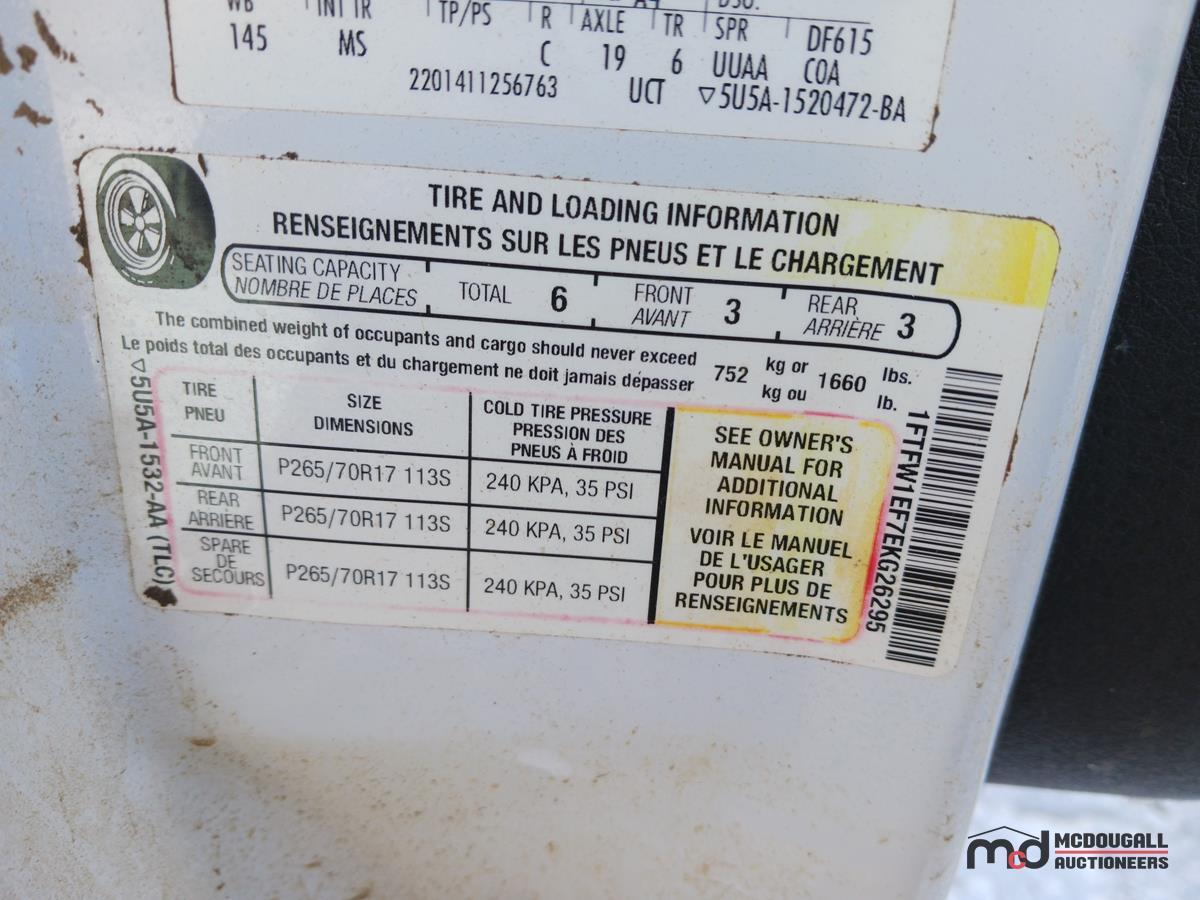 WB INT TR TP/PS R AXLE TR SPR DF615
145 MS C 19 6 UUAA COA
2201411256763 UCT ▽5U5A-1520472-BA
TIRE AND LOADING INFORMATION
RENSEIGNEMENTS SUR LES PNEUS ET LE CHARGEMENT
SEATING CAPACITY
NOMBRE DE PLACES
TOTAL 6
FRONT
AVANT
3
REAR
ARRIÈRE
3
The combined weight of occupants and cargo should never exceed
Le poids total des occupants et du chargement ne doit jamais dépasser
752
kg or
kg ou
1660
lbs.
lb.
TIRE
PNEU
SIZE
DIMENSIONS
COLD TIRE PRESSURE
PRESSION DES
PNEUS À FROID
FRONT
AVANT
P265/70R17 113S
240 KPA, 35 PSI
REAR
ARRIÈRE
P265/70R17 113S
240 KPA, 35 PSI
SPARE
DE
SECOURS
P265/70R17 113S
240 KPA, 35 PSI
SEE OWNER'S
MANUAL FOR
ADDITIONAL
INFORMATION
VOIR LE MANUEL
DE L'USAGER
POUR PLUS DE
RENSEIGNEMENTS
▽5U5A-1532-AA (TLC)
1FTFW1EF7EKG26295
mcd MCDOUGALL
AUCTIONEERS